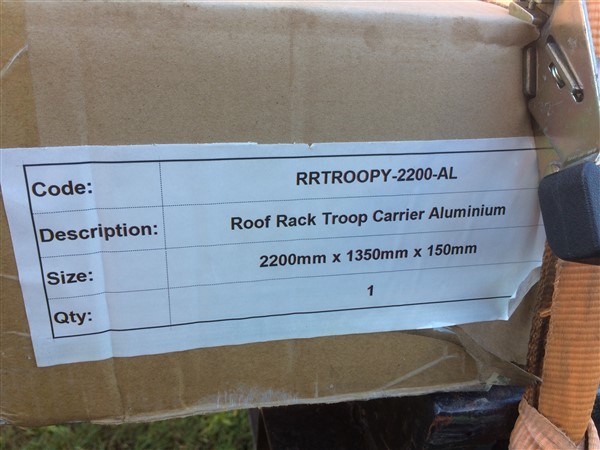 Code: RRTROOPY-2200-AL
Description: Roof Rack Troop Carrier Aluminium
Size: 2200mm x 1350mm x 150mm
Qty: 1